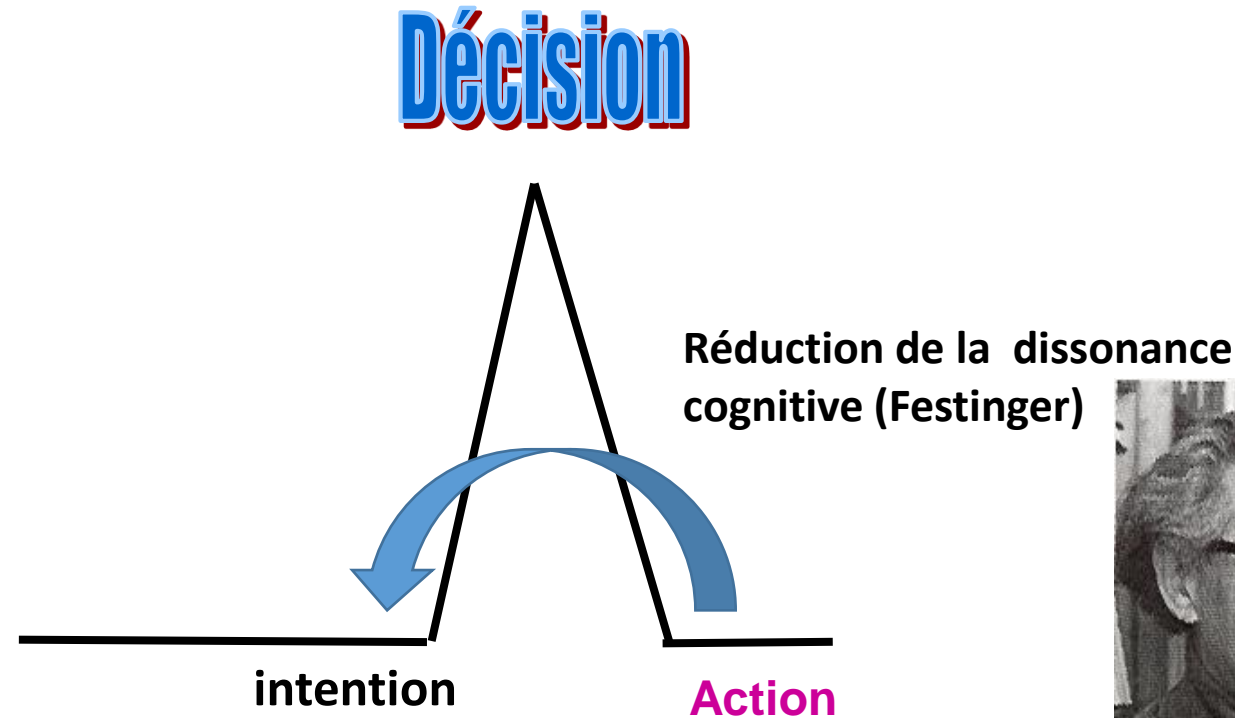 Décision
Réduction de la dissonance
cognitive (Festinger)
intention
Action